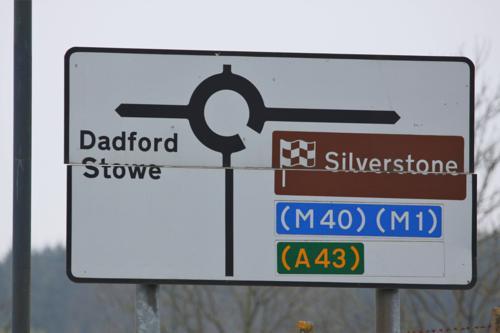 Dadford
Stowe
Silverstone
(M40) (M1)
(A43)